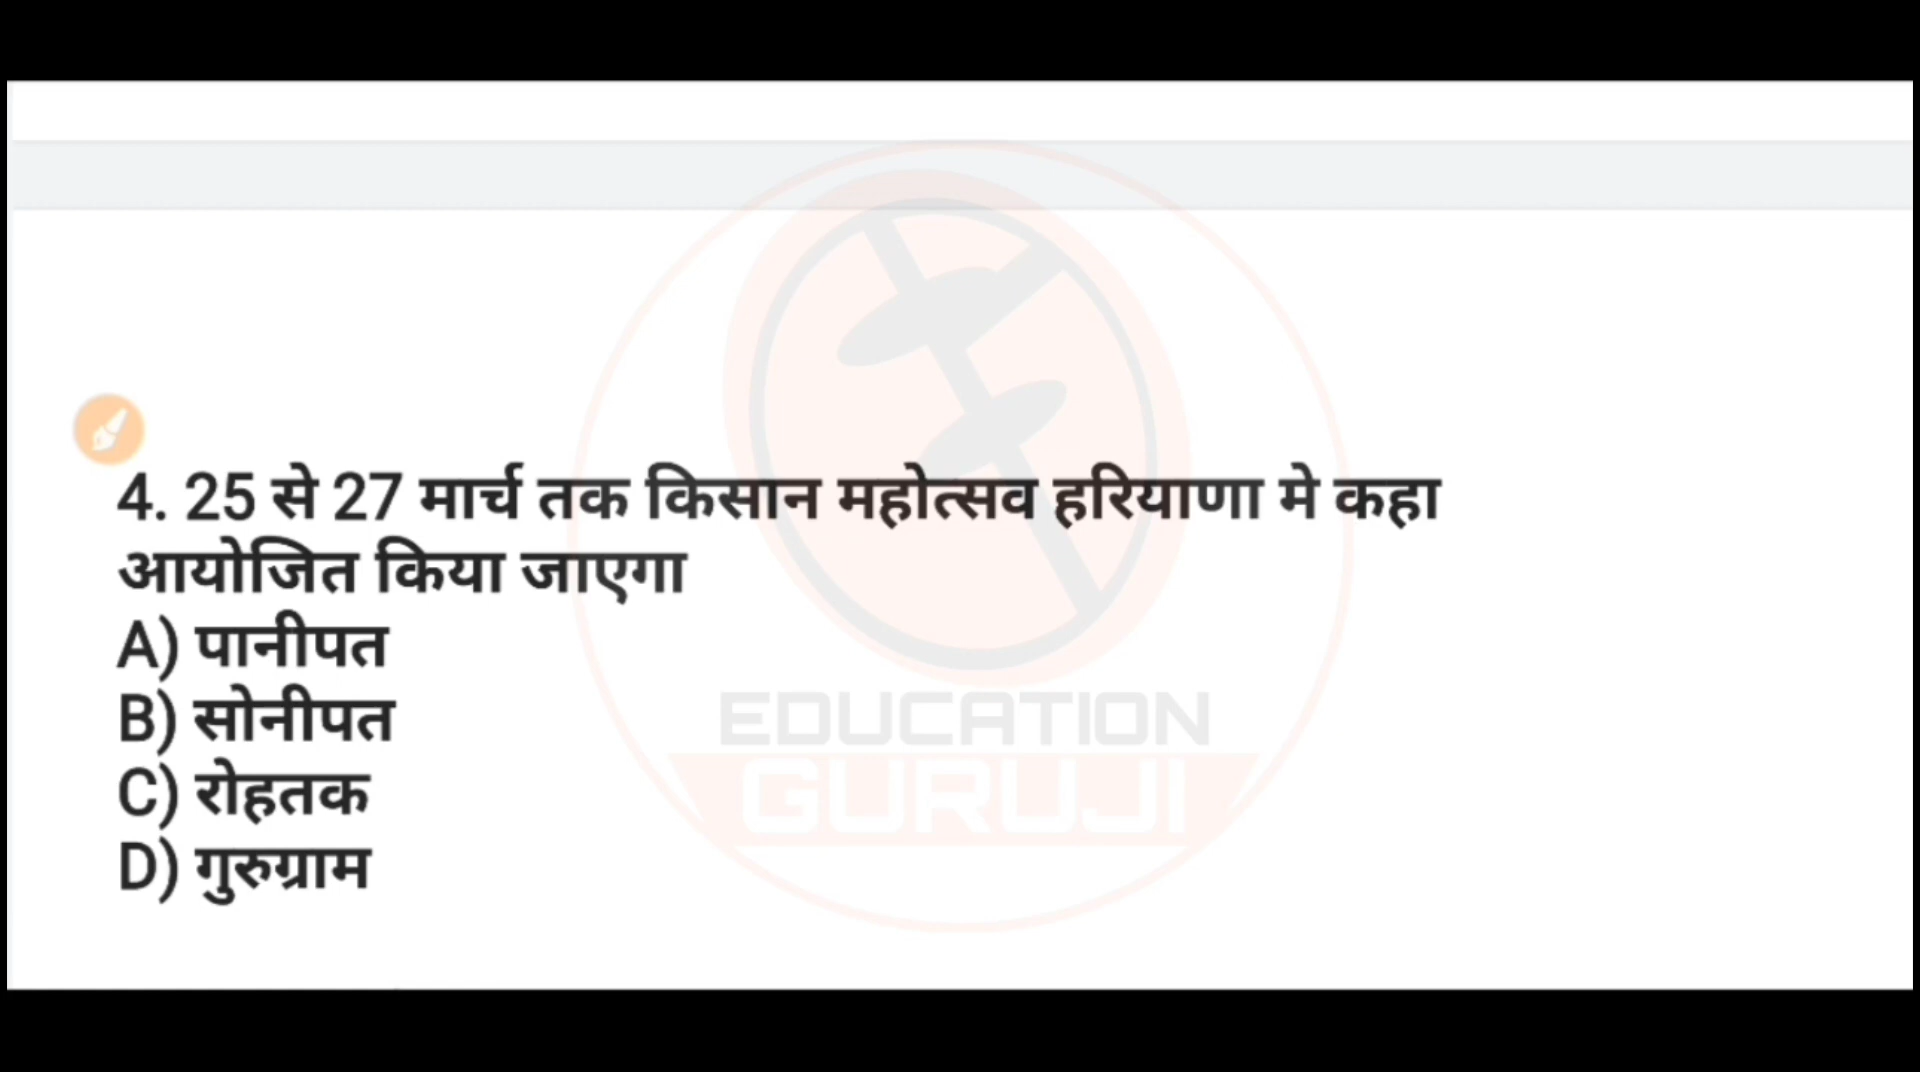 4. 25 से 27 मार्च तक किसान महोत्सव हरियाणा मे कहा
आयोजित किया जाएगा
A) पानीपत
B) सोनीपत
C) रोहतक
D) गुरुग्राम
EDUCATION
GURUJI